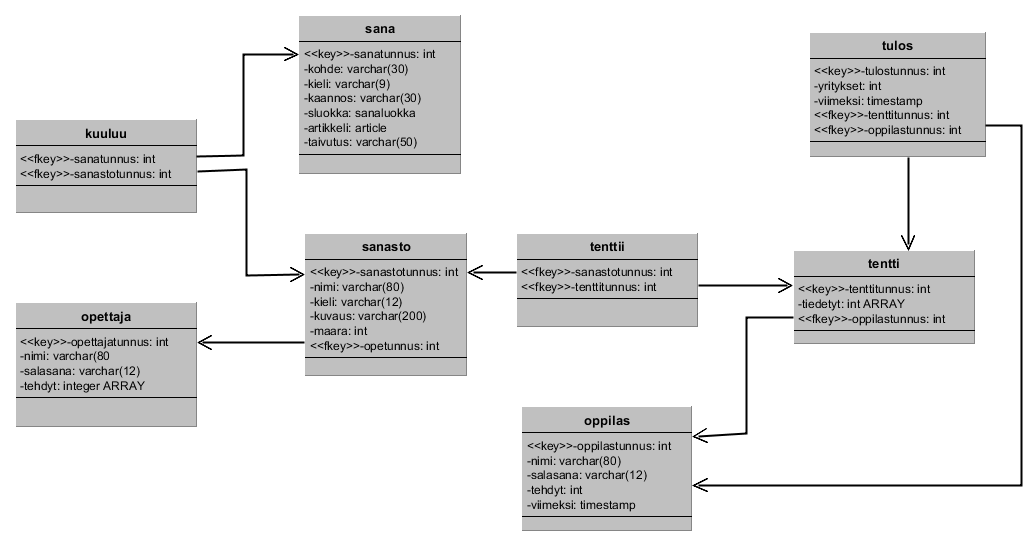 sana
<<key>>-sanatunnus: int
-kohde: varchar(30)
-kieli: varchar(9)
-kaannos: varchar(30)
-sluokka: sanaluokka
-artikkeli: article
-taivutus: varchar(50)
tulos
<<key>>-tulostunnus: int
-yritykset: int
-viimeksi: timestamp
<<fkey>>-tenttitunnus: int
<<fkey>>-oppilastunnus: int
kuuluu
<<fkey>>-sanatunnus: int
<<fkey>>-sanastotunnus: int
sanasto
<<key>>-sanastotunnus: int
-nimi: varchar(80)
-kieli: varchar(12)
-kuvaus: varchar(200)
-maara: int
<<fkey>>-opetunnus: int
tenttii
<<fkey>>-sanastotunnus: int
<<fkey>>-tenttitunnus: int
tentti
<<key>>-tenttitunnus: int
-tiedetyt: int ARRAY
<<fkey>>-oppilastunnus: int
opettaja
<<key>>-opettajatunnus: int
-nimi: varchar(80
-salasana: varchar(12)
-tehdyt: integer ARRAY
oppilas
<<key>>-oppilastunnus: int
-nimi: varchar(80)
-salasana: varchar(12)
-tehdyt: int
-viimeksi: timestamp